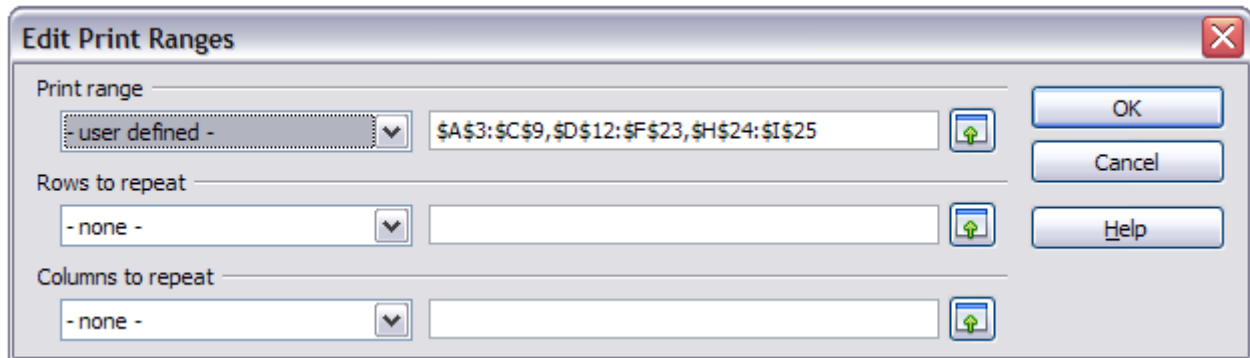 Edit Print Ranges
Print range
- user defined -
$A$3:$C$9,$D$12:$F$23,$H$24:$I$25
OK
Cancel
Rows to repeat
- none -
Help
Columns to repeat
- none -